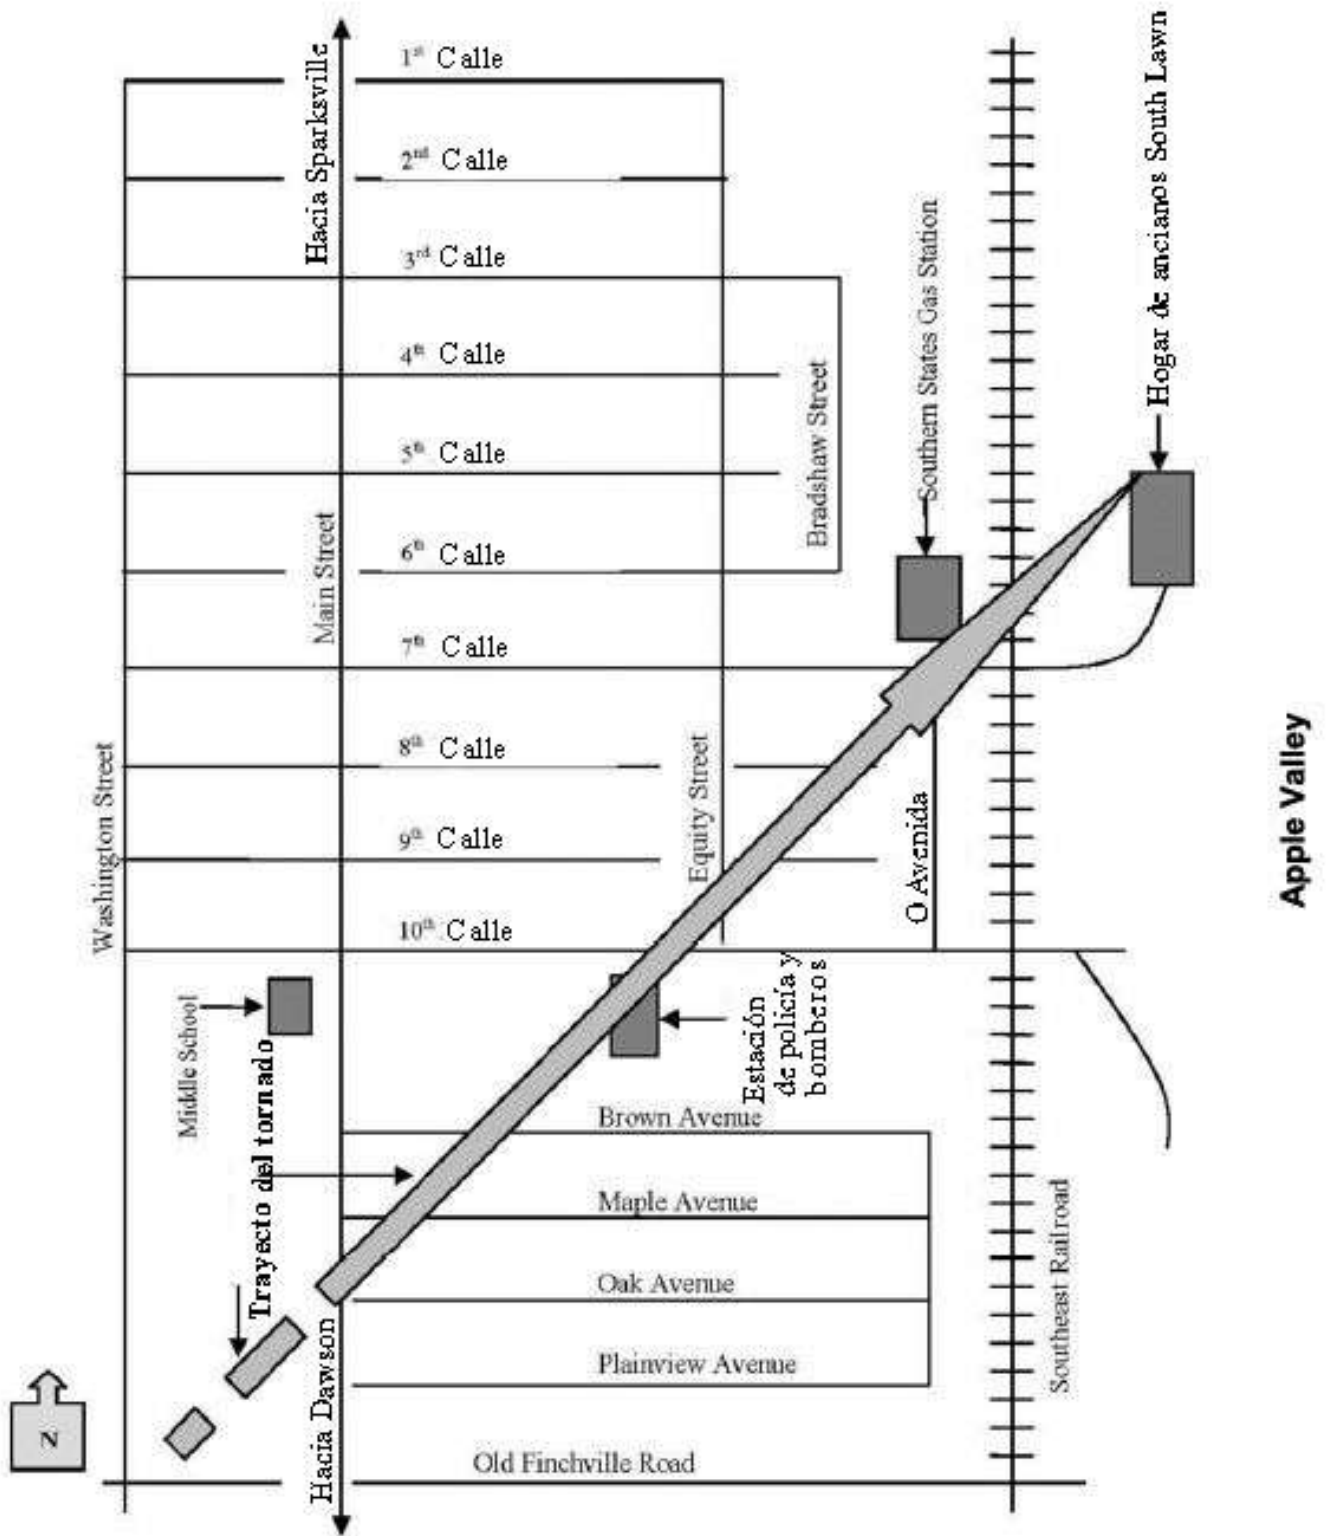 Hacia Sparksville
1st Calle
2nd Calle
3rd Calle
4th Calle
5th Calle
6th Calle
7th Calle
8th Calle
9th Calle
10th Calle
Main Street
Washington Street
Equity Street
Bradshaw Street
Southern States Gas Station
Hogar de ancianos South Lawn
O Avenida
Middle School
Estación
de policía y
bomberos
Trayecto del tornado
Brown Avenue
Maple Avenue
Oak Avenue
Plainview Avenue
Southeast Railroad
Hacia Dawson
Old Finchville Road
N
Apple Valley